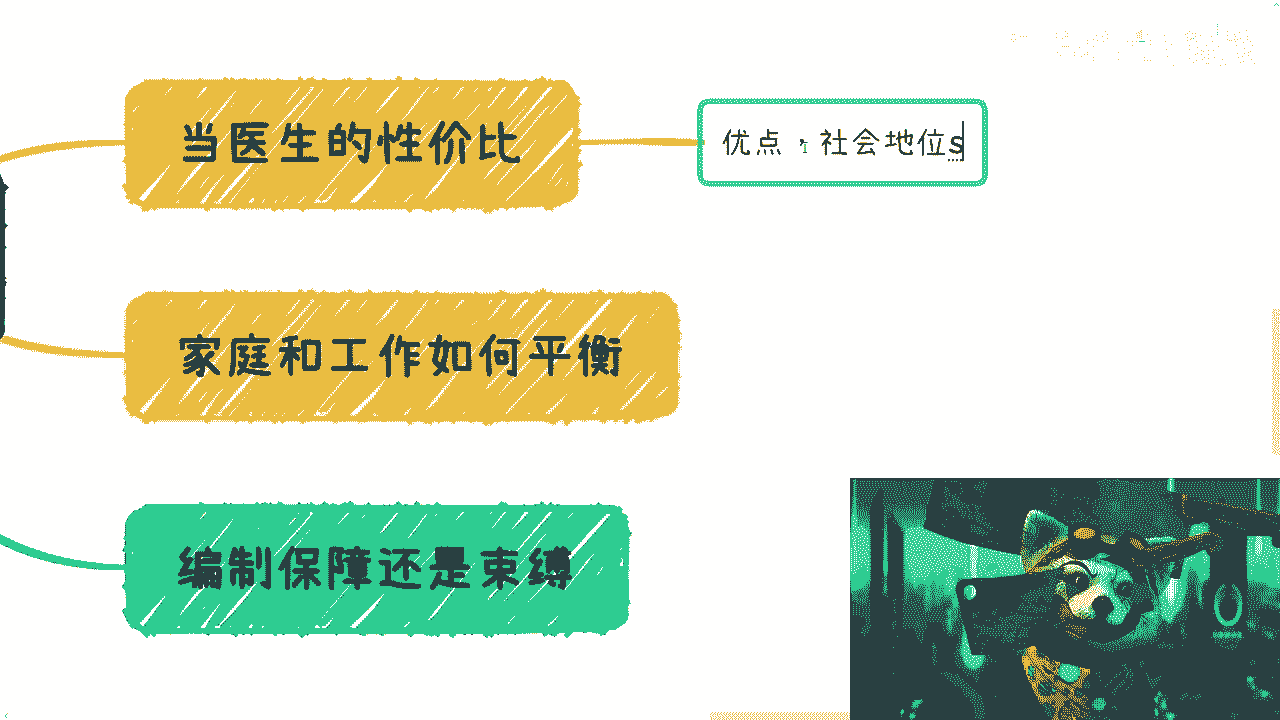 当医生的性价比
优点，社会地位s
家庭和工作如何平衡
编制保障还是束缚